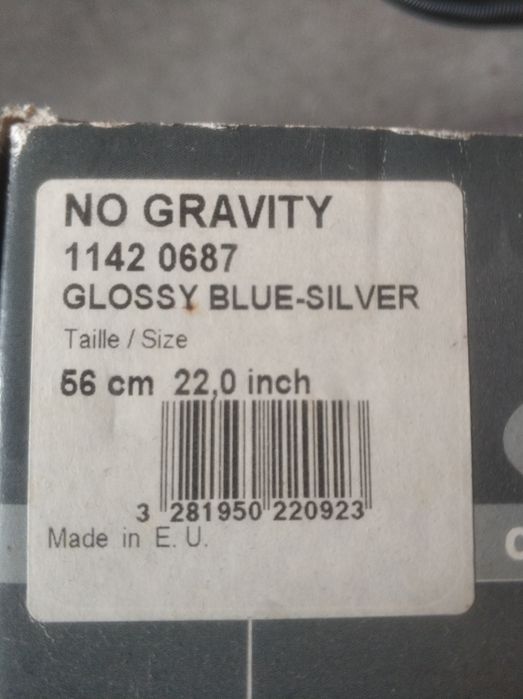 NO GRAVITY
1142 0687
GLOSSY BLUE-SILVER
Taille / Size
56 cm 22,0 inch
3 281950 220923
Made in E. U.